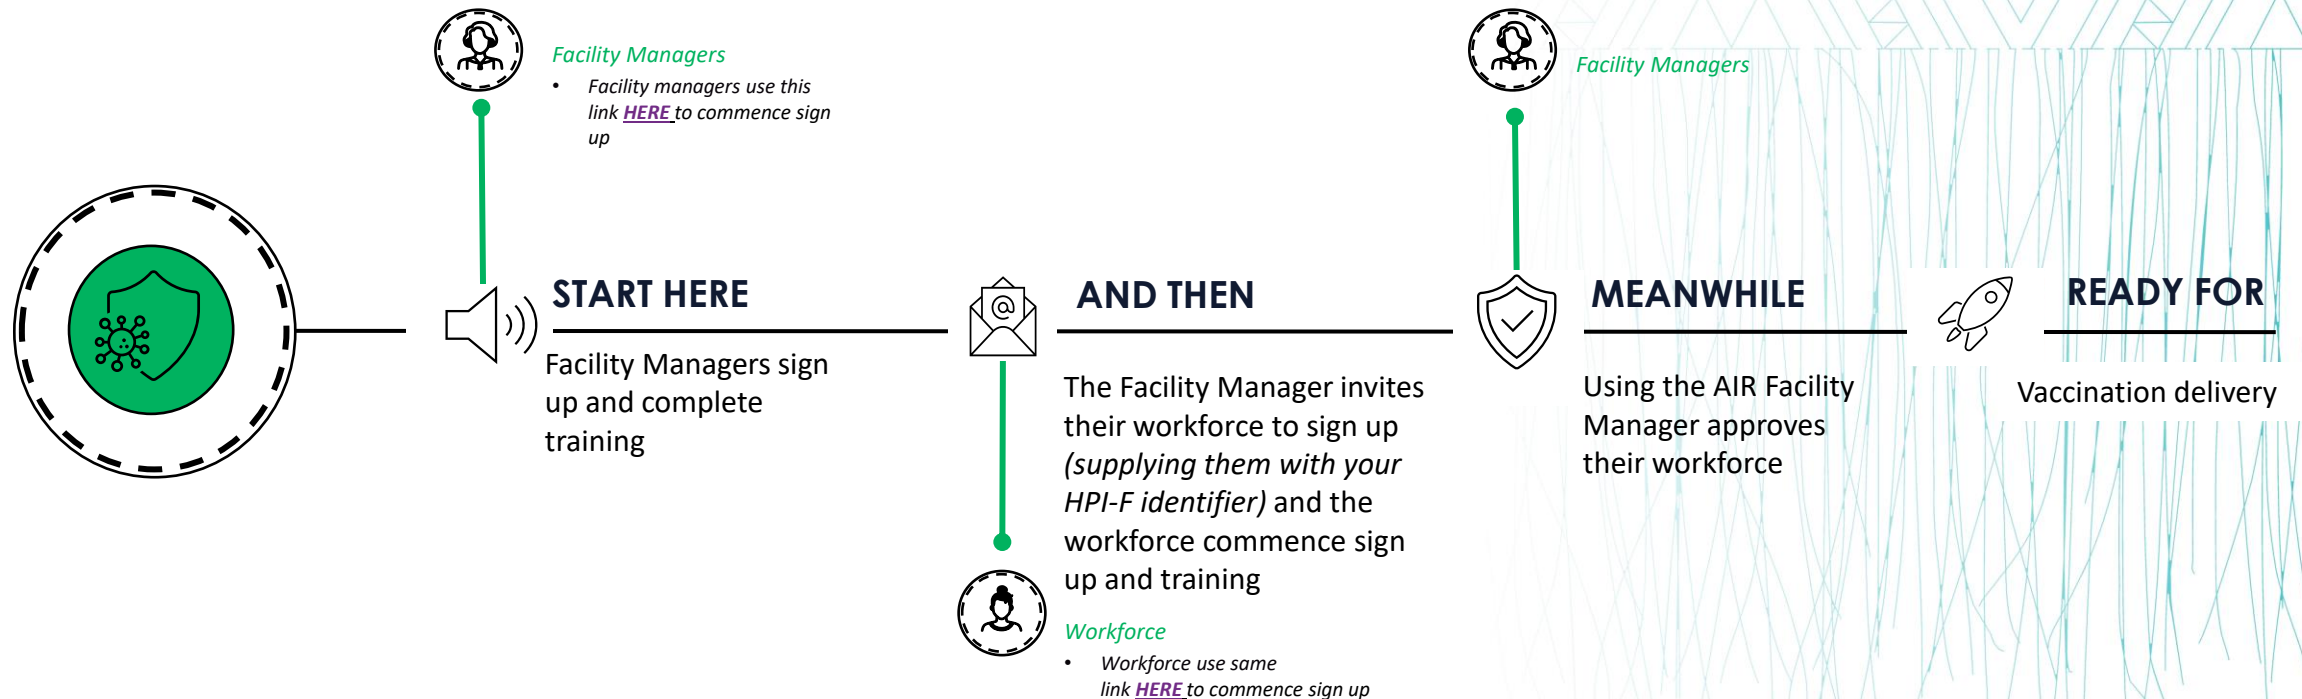 Facility Managers
• Facility managers use this
link HERE to commence sign
up
START HERE
Facility Managers sign
up and complete
training
AND THEN
The Facility Manager invites
their workforce to sign up
(supplying them with your
HPI-F identifier) and the
workforce commence sign
up and training
Workforce
• Workforce use same
link HERE to commence sign up
Facility Managers
MEANWHILE
Using the AIR Facility
Manager approves
their workforce
READY FOR
Vaccination delivery
@